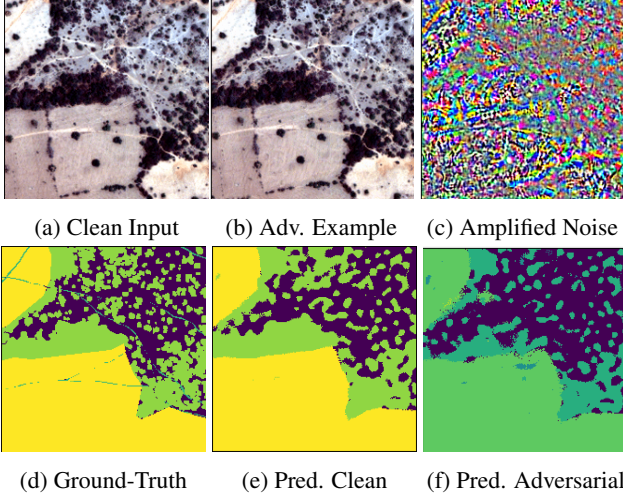 (a) Clean Input (b) Adv. Example (c) Amplified Noise
(d) Ground-Truth (e) Pred. Clean (f) Pred. Adversarial